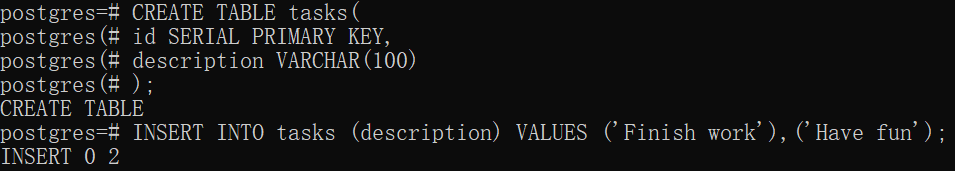 postgres=# CREATE TABLE tasks(
postgres(# id SERIAL PRIMARY KEY,
postgres(# description VARCHAR(100)
postgres(# );
CREATE TABLE
postgres=# INSERT INTO tasks (description) VALUES ('Finish work'),('Have fun');
INSERT 0 2